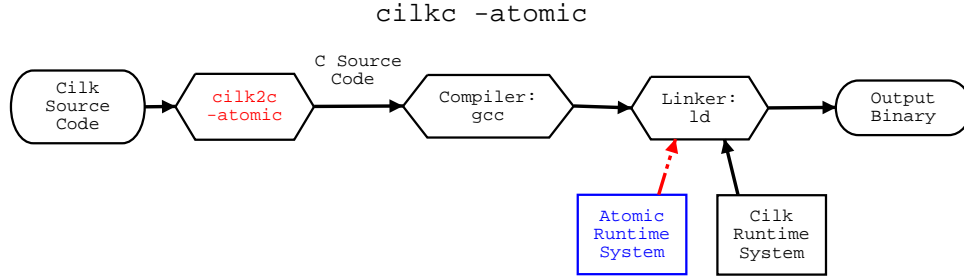 cilkc -atomic
Cilk
Source
Code
cilk2c
-atomic
C Source
Code
Compiler:
gcc
Linker:
ld
Output
Binary
Atomic
Runtime
System
Cilk
Runtime
System